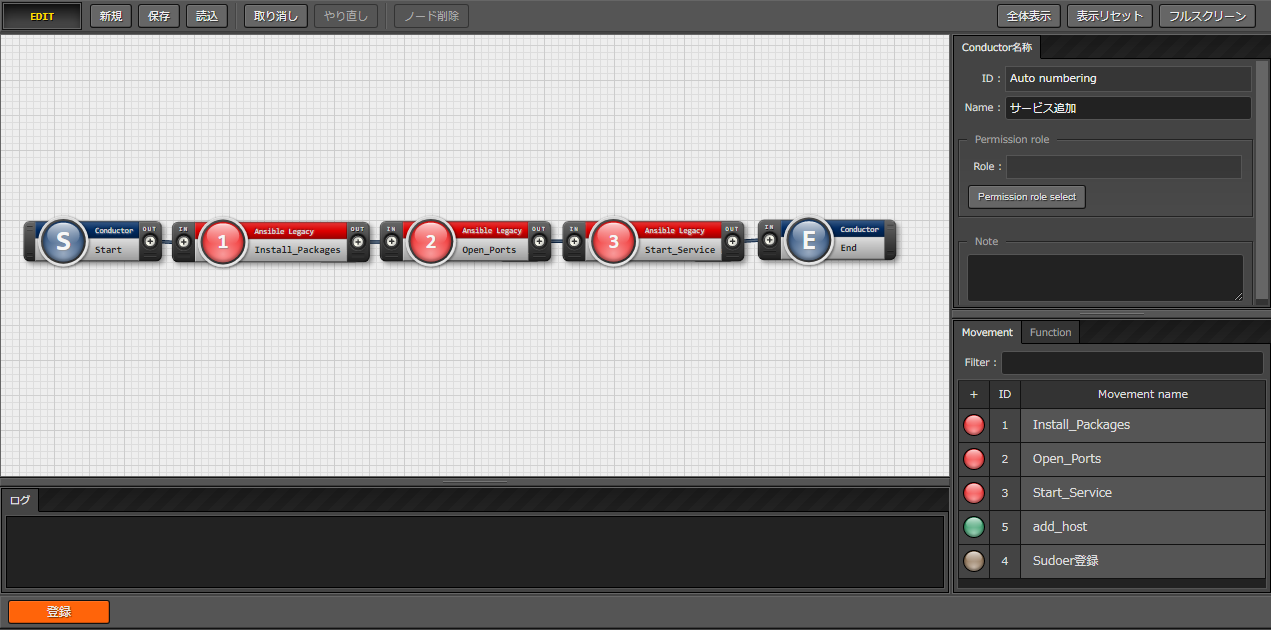 EDIT 新規 保存 読込 取り消し やり直し ノード削除 全体表示 表示リセット フルスクリーン
Conductor名称
ID : Auto numbering
Name : サービス追加
Permission role
Role :
Permission role select
Note
S Conductor OUT
Start
IN 1 Ansible Legacy OUT
Install_Packages
IN 2 Ansible Legacy OUT
Open_Ports
IN 3 Ansible Legacy OUT
Start_Service
IN E Conductor
End
Movement Function
Filter :
+ ID Movement name
1 Install_Packages
2 Open_Ports
3 Start_Service
5 add_host
4 Sudoer登録
ログ
登録